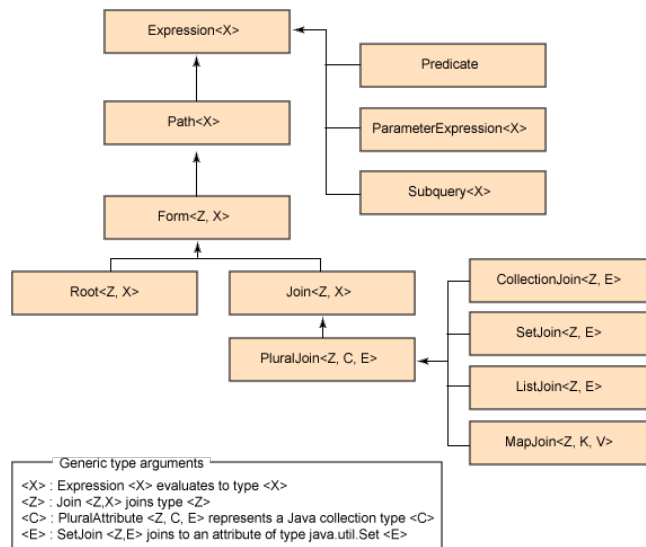 Expression<X>
Predicate
Path<X>
ParameterExpression<X>
Subquery<X>
Form<Z, X>
Root<Z, X>
Join<Z, X>
CollectionJoin<Z, E>
SetJoin<Z, E>
PluralJoin<Z, C, E>
ListJoin<Z, E>
MapJoin<Z, K, V>
Generic type arguments
<X> : Expression <X> evaluates to type <X>
<Z> : Join <Z,X> joins type <Z>
<C> : PluralAttribute <Z, C, E> represents a Java collection type <C>
<E> : SetJoin <Z,E> joins to an attribute of type java.util.Set <E>